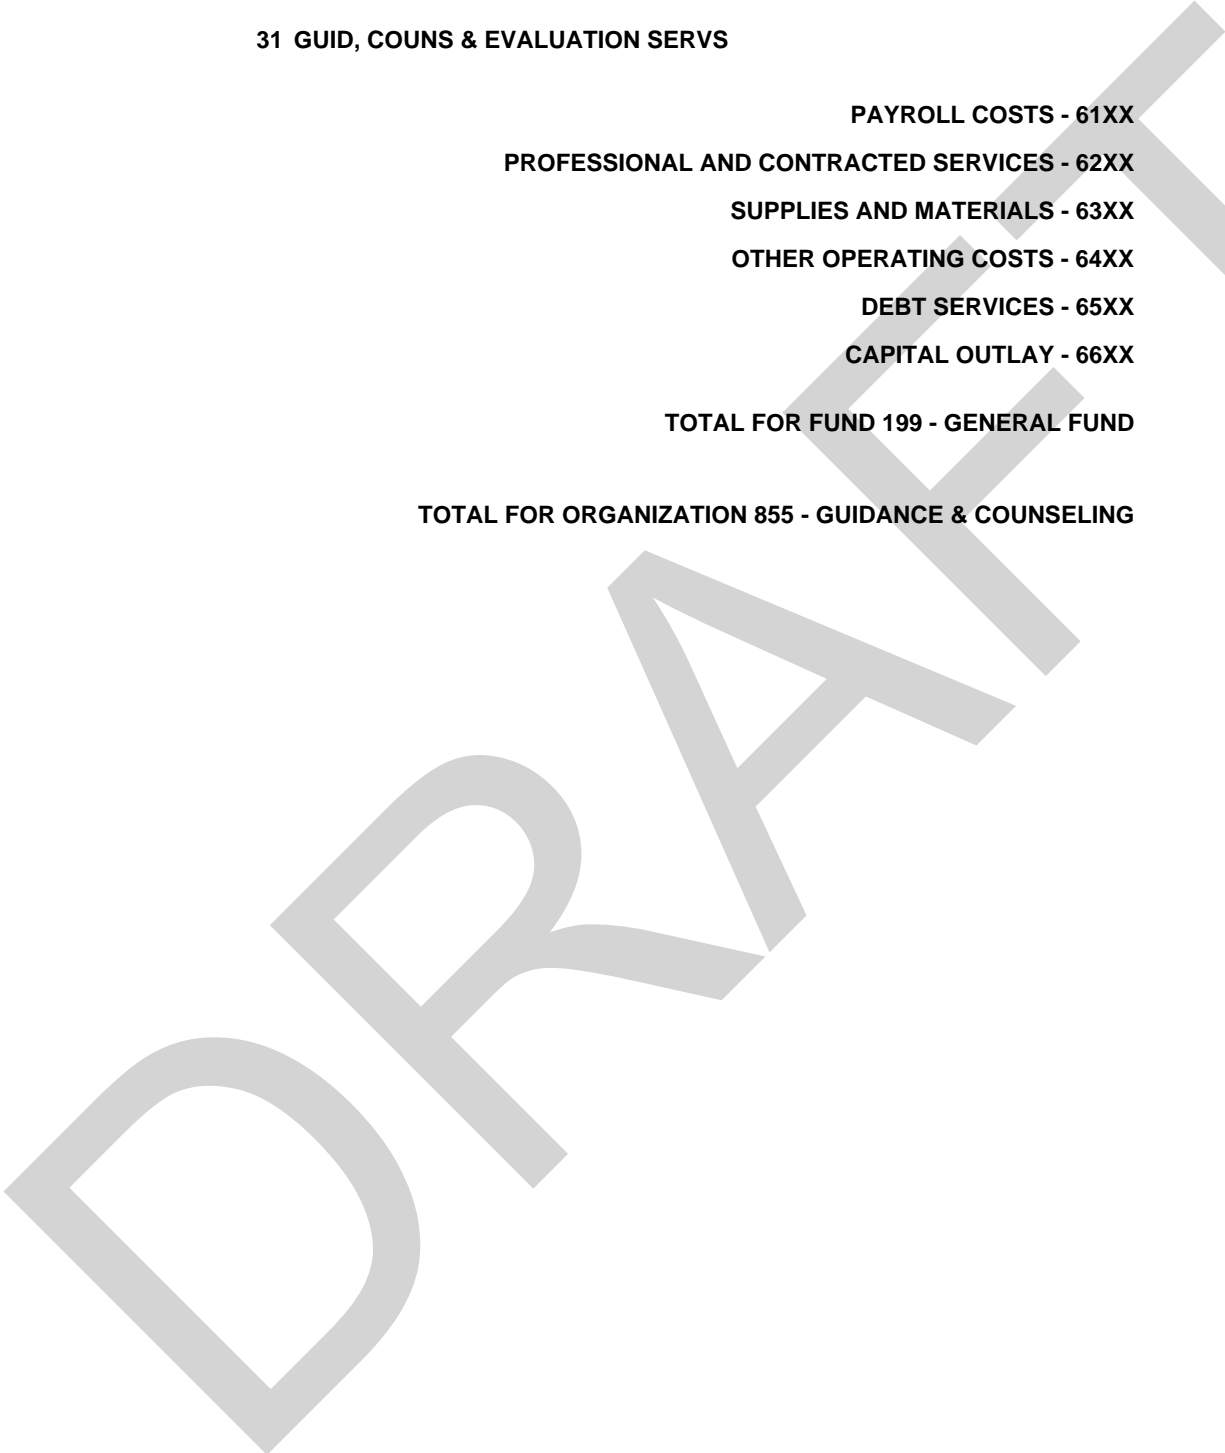 31 GUID, COUNS & EVALUATION SERVS
PAYROLL COSTS - 61XX
PROFESSIONAL AND CONTRACTED SERVICES - 62XX
SUPPLIES AND MATERIALS - 63XX
OTHER OPERATING COSTS - 64XX
DEBT SERVICES - 65XX
CAPITAL OUTLAY - 66XX
TOTAL FOR FUND 199 - GENERAL FUND
TOTAL FOR ORGANIZATION 855 - GUIDANCE & COUNSELING
DRAFT